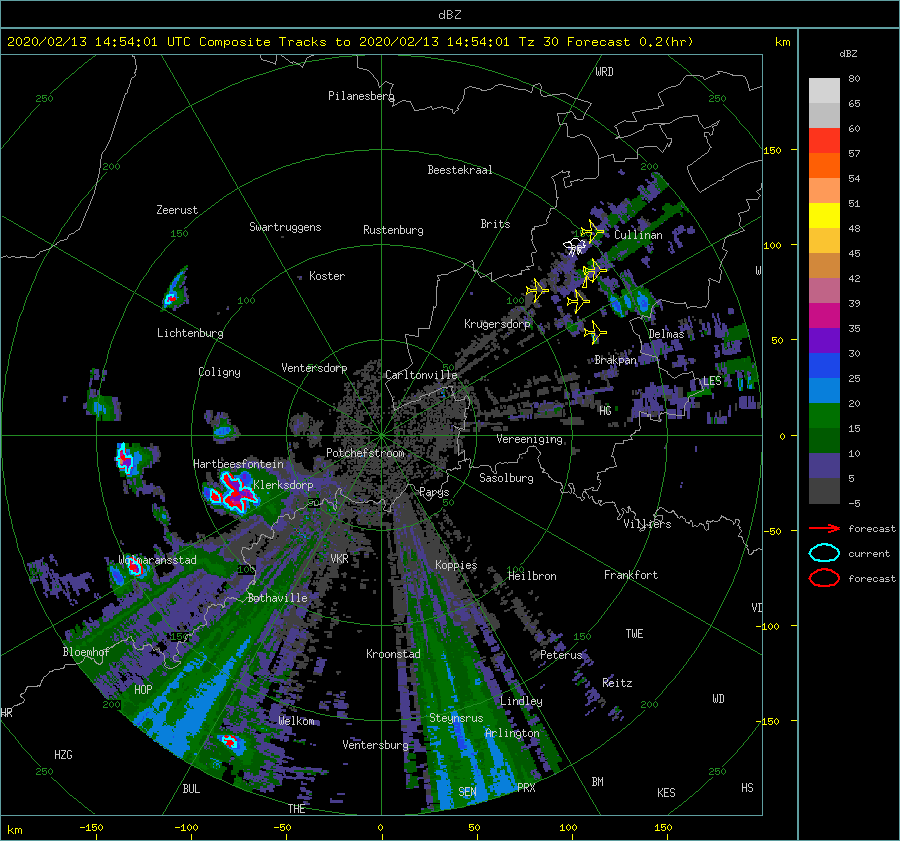 dBZ
2020/02/13 14:54:01 UTC Composite Tracks to 2020/02/13 14:54:01 Tz 30 Forecast 0.2(hr)
km
dBZ
WRD
250
Pilanesberg
250
80
65
60
57
54
51
48
45
42
39
35
30
25
20
15
10
5
-5
forecast
current
forecast
150
100
50
0
-50
-100
-150
200
Beestekraal
200
Zeerust
Swartruggens
Rustenburg
Brits
Cullinan
150
W
Koster
100
100
Lichtenburg
Krugersdorp
Delmas
Coligny
Ventersdorp
Carltonville
Brakpan
LES
HG
Vereeniging
Potchefstroom
Hartbeesfontein
Klerksdorp
Sasolburg
Parys
50
50
Villiers
Wolmaransstad
VKR
Koppies
100
100
Heilbron
Frankfort
Bothaville
VI
150
150
TWE
Bloemhof
Kroonstad
Peterus
HOP
Reitz
WD
200
Lindley
200
HR
Welkom
Steynsrus
Arlington
Ventersburg
HZG
250
250
BUL
SEN
PRX
BM
KES
HS
THE
km
-150
-100
-50
0
50
100
150